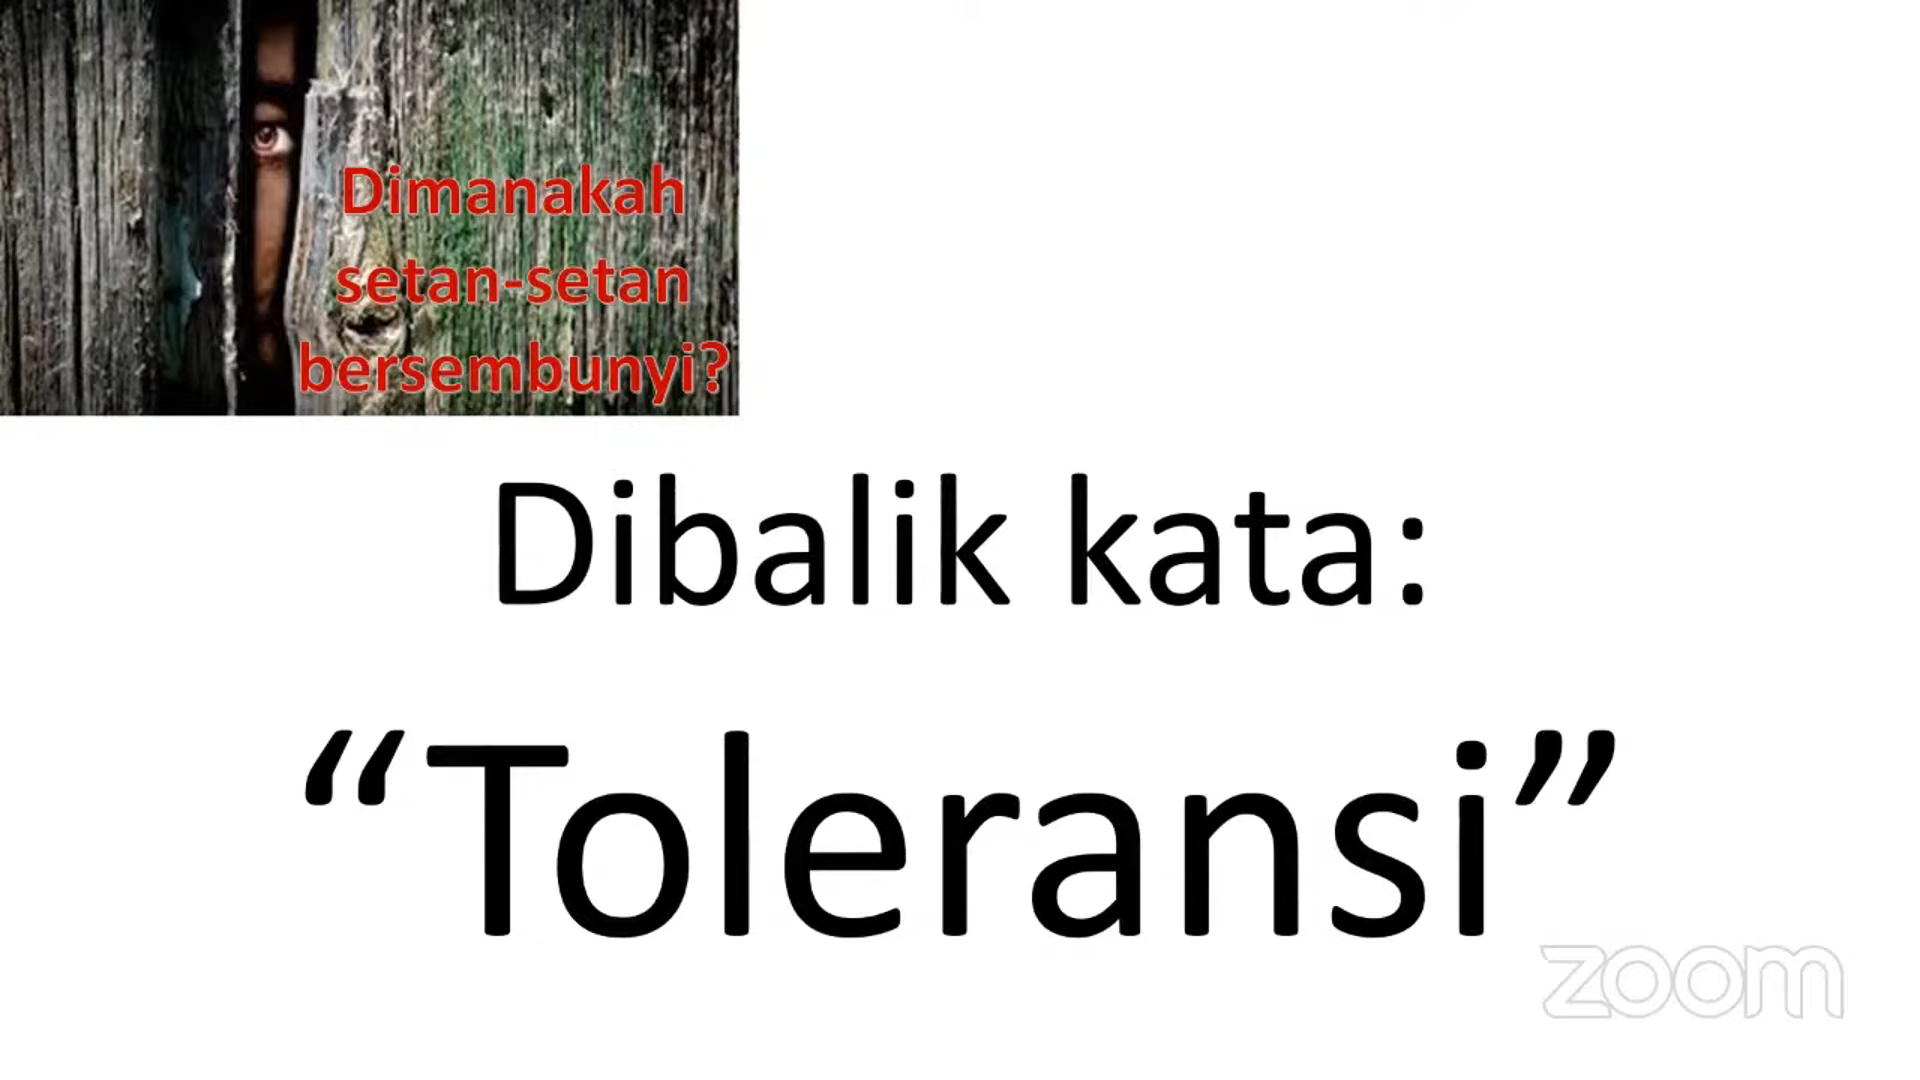 Dimanakah
setan-setan
bersembunyi?
Dibalik kata:
“Toleransi”
zoom